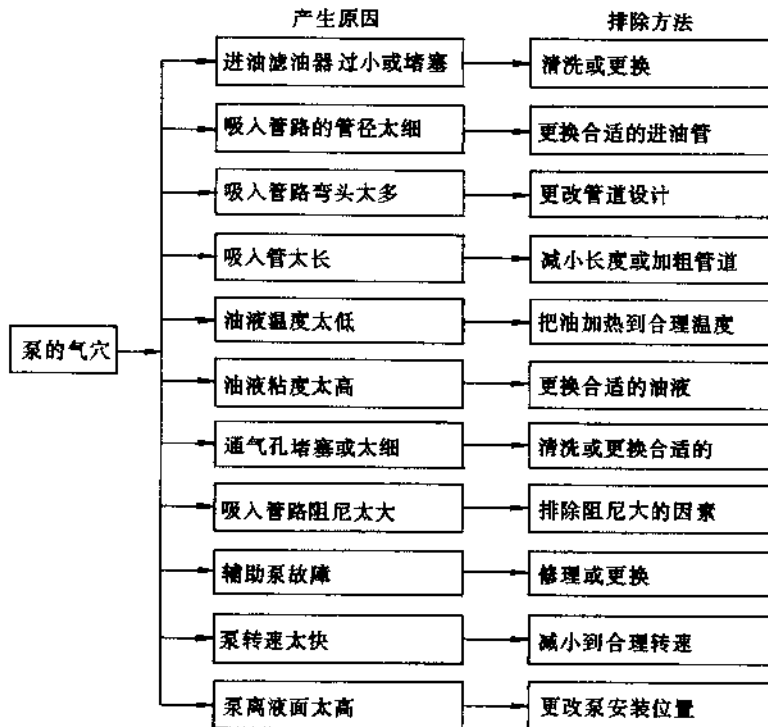 产生原因 排除方法
进油滤油器过小或堵塞 清洗或更换
吸入管路的管径太细 更换合适的进油管
吸入管路弯头太多 更改管道设计
吸入管太长 减小长度或加粗管道
油液温度太低 把油加热到合理温度
泵的气穴
油液粘度太高 更换合适的油液
通气孔堵塞或太细 清洗或更换合适的
吸入管路阻尼太大 排除阻尼大的因素
辅助泵故障 修理或更换
泵转速太快 减小到合理转速
泵离液面太高 更改泵安装位置